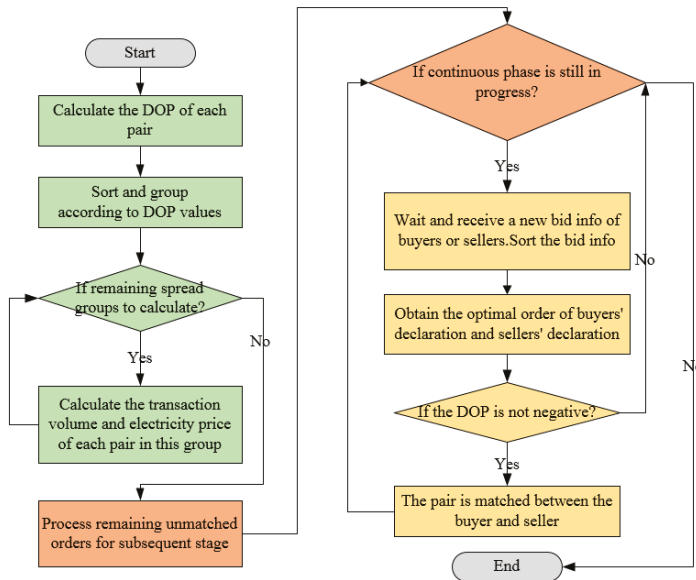 Start
Calculate the DOP of each
pair
Sort and group
according to DOP values
If remaining spread
groups to calculate?
No
Yes
Calculate the transaction
volume and electricity price
of each pair in this group
Process remaining unmatched
orders for subsequent stage
If continuous phase is still in
progress?
Yes
Wait and receive a new bid info of
buyers or sellers.Sort the bid info
No
Obtain the optimal order of buyers'
declaration and sellers' declaration
No
If the DOP is not negative?
Yes
The pair is matched between the
buyer and seller
End